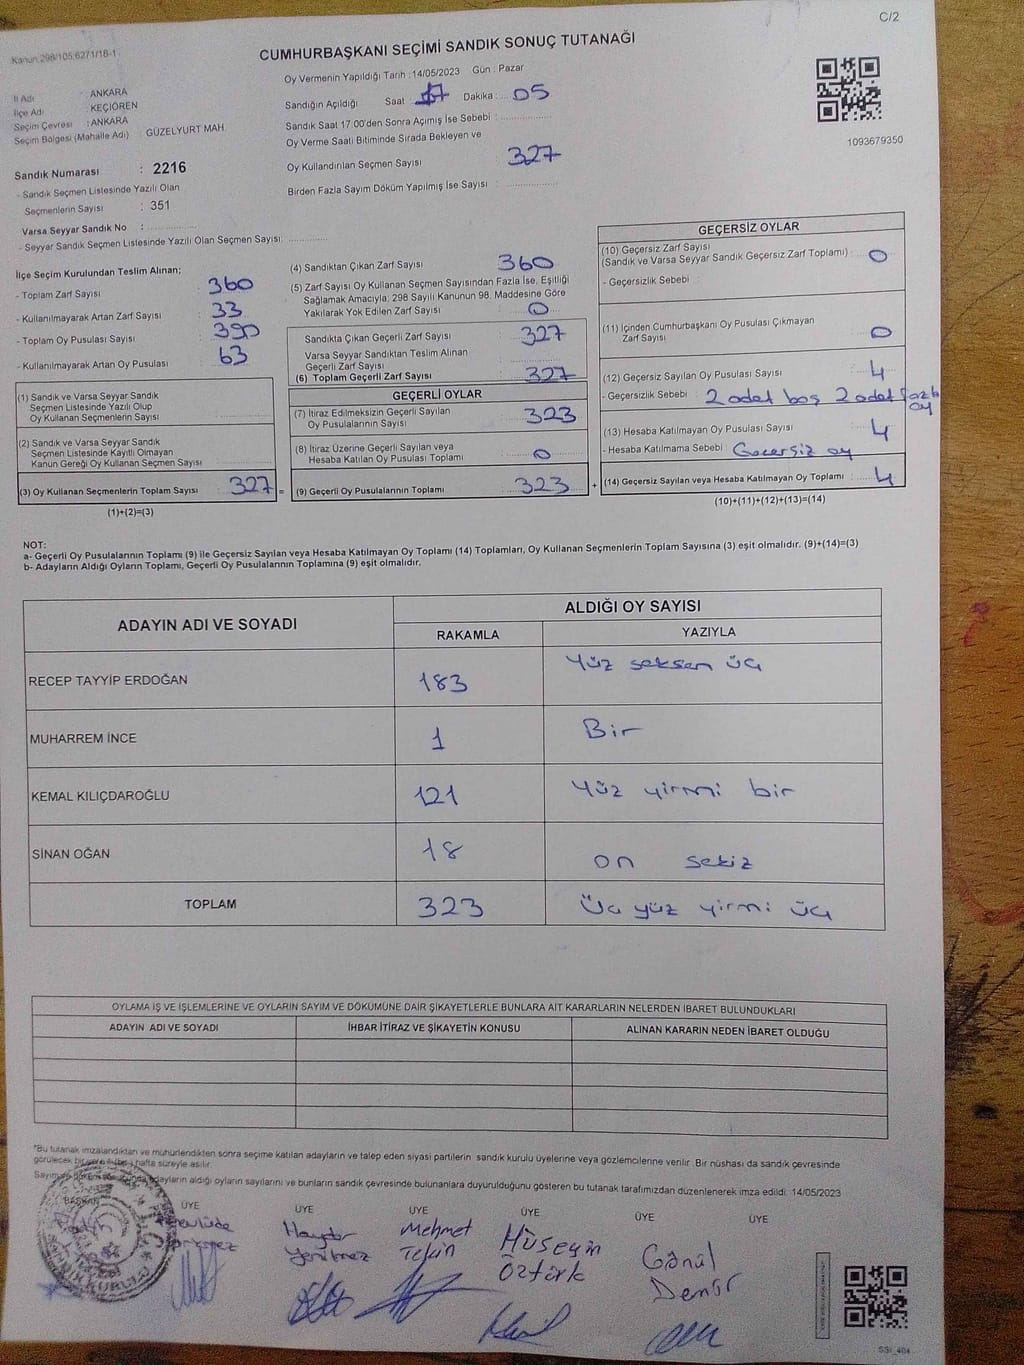 C/2
Kanun 298/105,6271/18-1
CUMHURBAŞKANI SEÇİMİ SANDIK SONUÇ TUTANAĞI
İl Adı : ANKARA
İlçe Adı : KEÇİÖREN
Seçim Çevresi : ANKARA
Seçim Bölgesi (Mahalle Adı) : GÜZELYURT MAH
Sandık Numarası : 2216
- Sandık Seçmen Listesinde Yazılı Olan
Seçmenlerin Sayısı : 351
Varsa Seyyar Sandık No :
- Seyyar Sandık Seçmen Listesinde Yazılı Olan Seçmen Sayısı:
Oy Vermenin Yapıldığı Tarih : 14/05/2023 Gün : Pazar
Sandığın Açıldığı Saat 17 Dakika : 05
Sandık Saat 17.00'den Sonra Açımış İse Sebebi :
Oy Verme Saati Bitiminde Sırada Bekleyen ve
Oy Kullandırılan Seçmen Sayısı 327
Birden Fazla Sayım Döküm Yapılmış İse Sayısı :
1093679350
İlçe Seçim Kurulundan Teslim Alınan;
- Toplam Zarf Sayısı : 360
- Kullanılmayarak Artan Zarf Sayısı : 33
- Toplam Oy Pusulası Sayısı : 390
- Kullanılmayarak Artan Oy Pusulası : 63
(1) Sandık ve Varsa Seyyar Sandık
Seçmen Listesinde Yazılı Olup
Oy Kullanan Seçmenlerin Sayısı
(2) Sandık ve Varsa Seyyar Sandık
Seçmen Listesinde Kayıtlı Olmayan
Kanun Gereği Oy Kullanan Seçmen Sayısı
(3) Oy Kullanan Seçmenlerin Toplam Sayısı 327 =
(1)+(2)=(3)
(4) Sandıktan Çıkan Zarf Sayısı 360
(5) Zarf Sayısı Oy Kullanan Seçmen Sayısından Fazla İse, Eşitliği
Sağlamak Amacıyla; 298 Sayılı Kanunun 98. Maddesine Göre
Yakılarak Yok Edilen Zarf Sayısı : 0
Sandıkta Çıkan Geçerli Zarf Sayısı : 327
Varsa Seyyar Sandıktan Teslim Alınan
Geçerli Zarf Sayısı
(6) Toplam Geçerli Zarf Sayısı : 327
GEÇERLİ OYLAR
(7) İtiraz Edilmeksizin Geçerli Sayılan
Oy Pusulalarının Sayısı : 323
(8) İtiraz Üzerine Geçerli Sayılan veya
Hesaba Katılan Oy Pusulası Toplamı : 0
(9) Geçerli Oy Pusulalarının Toplamı : 323 +
GEÇERSİZ OYLAR
(10) Geçersiz Zarf Sayısı
(Sandık ve Varsa Seyyar Sandık Geçersiz Zarf Toplamı) : 0
- Geçersizlik Sebebi :
(11) İçinden Cumhurbaşkanı Oy Pusulası Çıkmayan
Zarf Sayısı : 0
(12) Geçersiz Sayılan Oy Pusulası Sayısı : 4
- Geçersizlik Sebebi : 2 adet boş 2 adet fazla
oy
(13) Hesaba Katılmayan Oy Pusulası Sayısı : 4
- Hesaba Katılmama Sebebi Geçersiz oy
(14) Geçersiz Sayılan veya Hesaba Katılmayan Oy Toplamı : 4
(10)+(11)+(12)+(13)=(14)
NOT:
a- Geçerli Oy Pusulalarının Toplamı (9) ile Geçersiz Sayılan veya Hesaba Katılmayan Oy Toplamı (14) Toplamları, Oy Kullanan Seçmenlerin Toplam Sayısına (3) eşit olmalıdır. (9)+(14)=(3)
b- Adayların Aldığı Oyların Toplamı, Geçerli Oy Pusulalarının Toplamına (9) eşit olmalıdır.
ADAYIN ADI VE SOYADI ALDIĞI OY SAYISI
RAKAMLA YAZIYLA
RECEP TAYYİP ERDOĞAN 183 Yüz seksen üç
MUHARREM İNCE 1 Bir
KEMAL KILIÇDAROĞLU 121 Yüz yirmi bir
SİNAN OĞAN 18 on sekiz
TOPLAM 323 Üç yüz yirmi üç
OYLAMA İŞ VE İŞLEMLERİNE VE OYLARIN SAYIM VE DÖKÜMÜNE DAİR ŞİKAYETLERLE BUNLARA AİT KARARLARIN NELERDEN İBARET BULUNDUKLARI
ADAYIN ADI VE SOYADI İHBAR İTİRAZ VE ŞİKAYETİN KONUSU ALINAN KARARIN NEDEN İBARET OLDUĞU
*Bu tutanak imzalandıktan ve mühürlendikten sonra seçime katılan adayların ve talep eden siyasi partilerin sandık kurulu üyelerine veya gözlemcilerine verilir. Bir nüshası da sandık çevresinde
görülecek bir yere hafta süreyle asılır.
adayların aldığı oyların sayılarını ve bunların sandık çevresinde bulunanlara duyurulduğunu gösteren bu tutanak tarafımızdan düzenlenerek imza edildi. 14/05/2023
BAŞKAN ÜYE ÜYE ÜYE ÜYE ÜYE ÜYE
Haydar Mehmet Hüseyin Gönül
Yenilmez Tekin Öztürk Demir
SANDIK KURULU
SSI_404